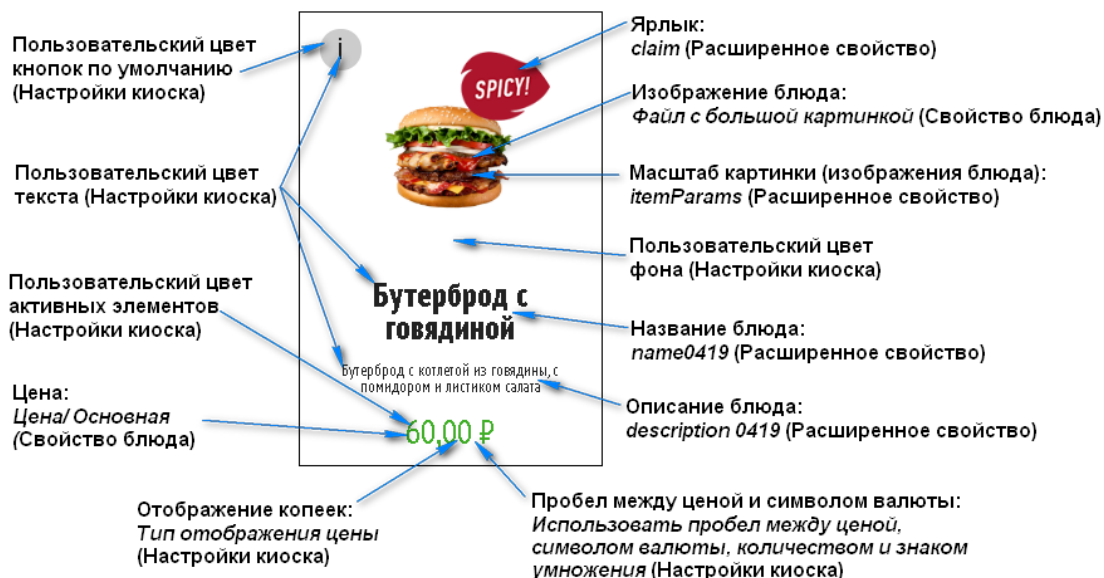 Пользовательский цвет
кнопок по умолчанию
(Настройки киоска)
i
SPICY!
Ярлык:
claim (Расширенное свойство)
Изображение блюда:
Файл с большой картинкой (Свойство блюда)
Пользовательский цвет
текста (Настройки киоска)
Масштаб картинки (изображения блюда):
itemParams (Расширенное свойство)
Пользовательский цвет
фона (Настройки киоска)
Пользовательский цвет
активных элементов
(Настройки киоска)
Бутерброд с
говядиной
Название блюда:
name0419 (Расширенное свойство)
Бутерброд с котлетой из говядины, с
помидором и листиком салата
Цена:
Цена/ Основная
(Свойство блюда)
60,00 ₽
Описание блюда:
description 0419 (Расширенное свойство)
Отображение копеек:
Тип отображения цены
(Настройки киоска)
Пробел между ценой и символом валюты:
Использовать пробел между ценой,
символом валюты, количеством и знаком
умножения (Настройки киоска)